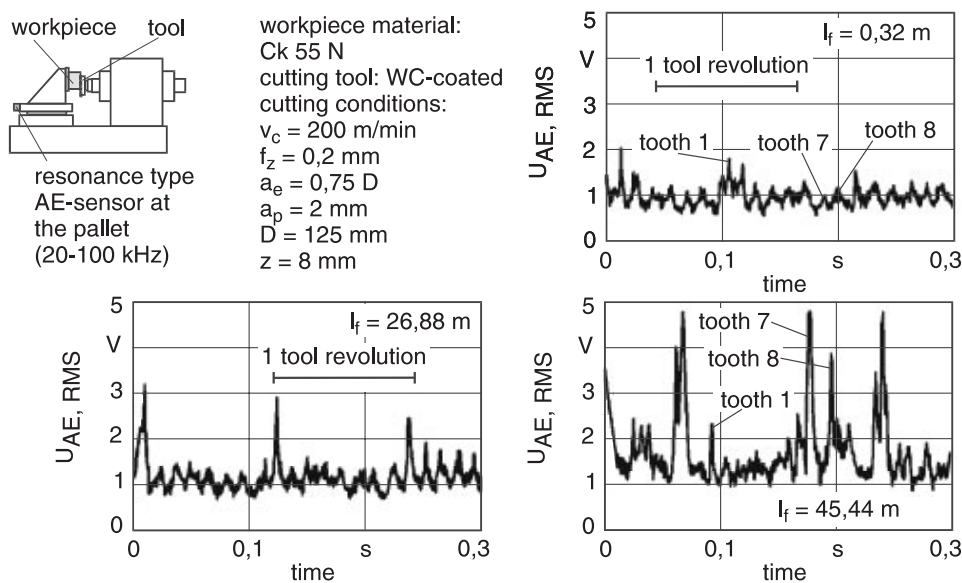 workpiece
tool
resonance type
AE-sensor at
the pallet
(20-100 kHz)
workpiece material:
Ck 55 N
cutting tool: WC-coated
cutting conditions:
v_c = 200 m/min
f_z = 0,2 mm
a_e = 0,75 D
a_p = 2 mm
D = 125 mm
z = 8 mm
5
V
3
2
1
0
U_AE, RMS
l_f = 0,32 m
1 tool revolution
tooth 1
tooth 7
tooth 8
0
0,1
s
0,3
time
5
V
3
2
1
0
U_AE, RMS
l_f = 26,88 m
1 tool revolution
0
0,1
s
0,3
time
5
V
3
2
1
0
U_AE, RMS
tooth 7
tooth 8
tooth 1
l_f = 45,44 m
0
0,1
s
0,3
time